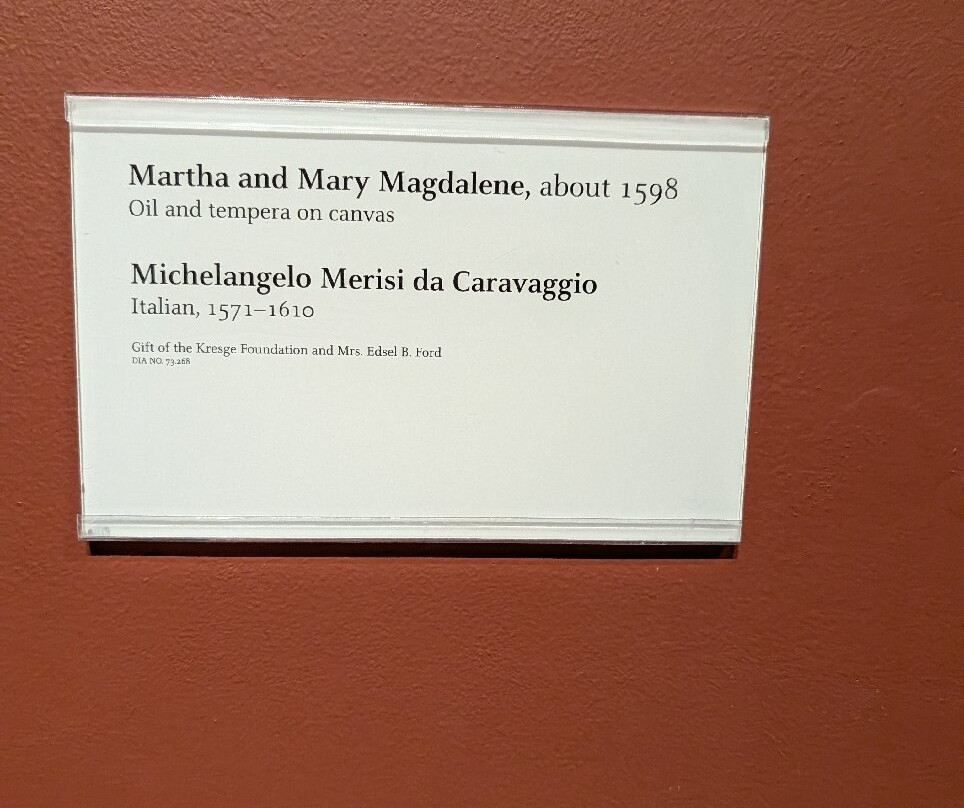 Martha and Mary Magdalene, about 1598
Oil and tempera on canvas
Michelangelo Merisi da Caravaggio
Italian, 1571–1610
Gift of the Kresge Foundation and Mrs. Edsel B. Ford
DIA NO. 73.268